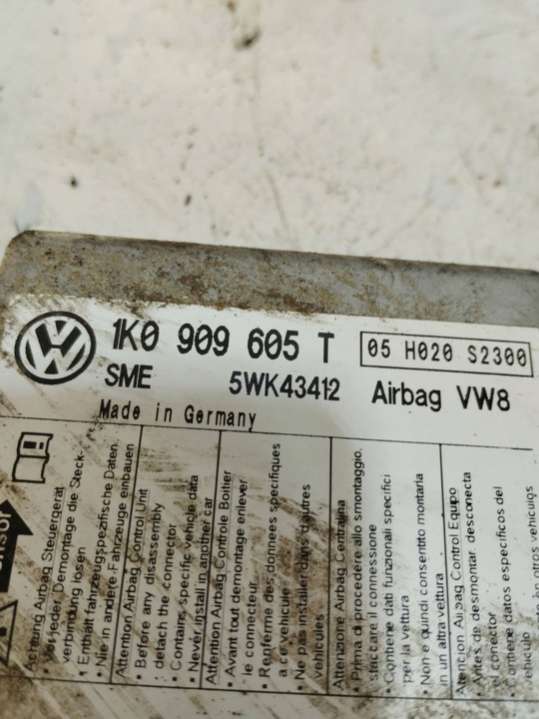 1K0 909 605 T
05 H020 S2300
SME
5WK43412
Airbag VW8
Made in Germany
Achtung Airbag Steuergerät
• Vor jeder Demontage die Steck-
verbindung lösen
• Enthält fahrzeugspezifische Daten.
• Nie in andere Fahrzeuge einbauen
Attention Airbag Control Unit
• Before any disassembly
detach the connector
• Contains specific vehicle data
• Never install in another car
Attention Airbag Controle Boitier
• Avant tout demontage enlever
le connecteur.
• Renferme des donnees specifiques
a ce vehicule
• Ne pas installer dans d'autres
vehicules
Attenzione Airbag Centralina
• Prima di procedere allo smontaggio,
staccare il connessione
• Contiene dati funzionali specifici
per la vettura
• Non e quindi consentito montarla
in un altra vettura
Atencion Airbag Control Equipo
• Antes de desmontar desconecta
el conector
• Contiene datos especificos del
vehiculo
en otros vehiculos